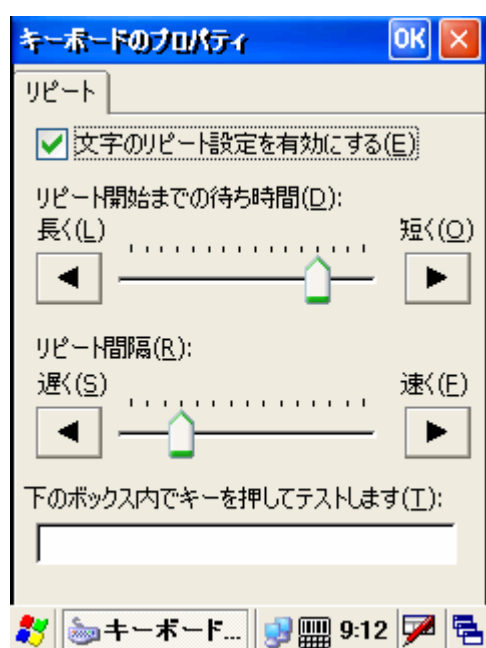 キーボードのプロパティ OK
リピート
文字のリピート設定を有効にする(E)
リピート開始までの待ち時間(D):
長く(L) 短く(O)
リピート間隔(R):
遅く(S) 速く(F)
下のボックス内でキーを押してテストします(T):
キーボード... 9:12